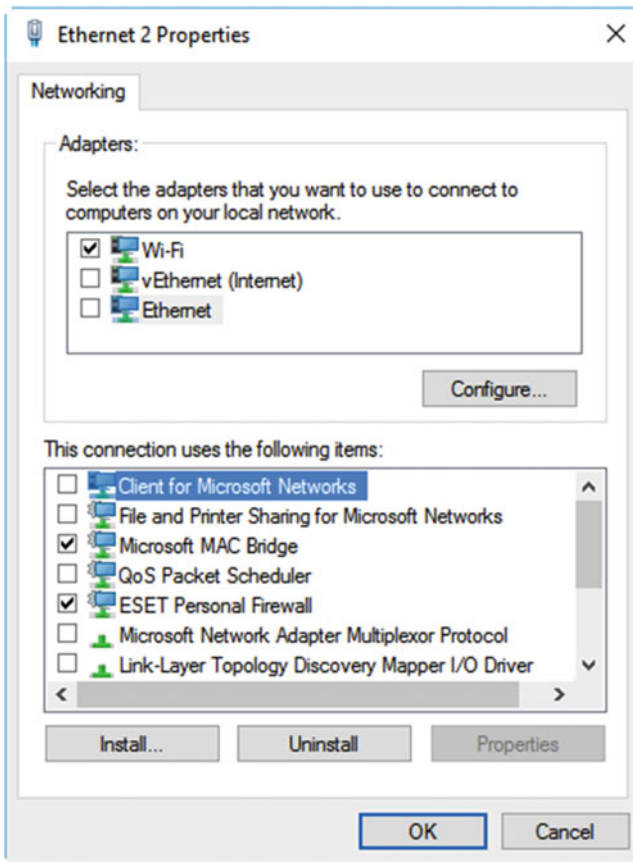 Ethernet 2 Properties
Networking
Adapters:
Select the adapters that you want to use to connect to
computers on your local network.
Wi-Fi
vEthernet (Internet)
Ethernet
Configure...
This connection uses the following items:
Client for Microsoft Networks
File and Printer Sharing for Microsoft Networks
Microsoft MAC Bridge
QoS Packet Scheduler
ESET Personal Firewall
Microsoft Network Adapter Multiplexor Protocol
Link-Layer Topology Discovery Mapper I/O Driver
Install... Uninstall Properties
OK Cancel